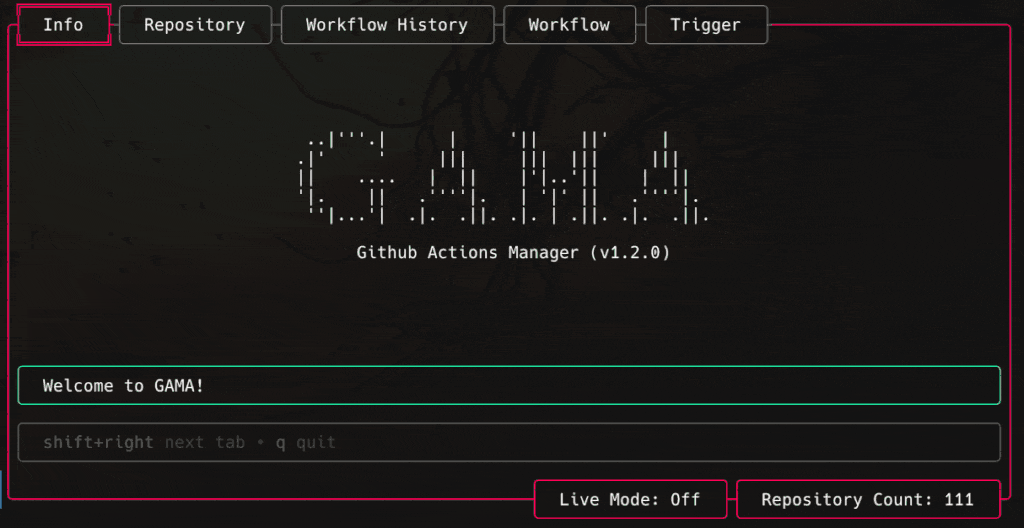 Info Repository Workflow History Workflow Trigger
GAMA
Github Actions Manager (v1.2.0)
Welcome to GAMA!
shift+right next tab • q quit
Live Mode: Off Repository Count: 111